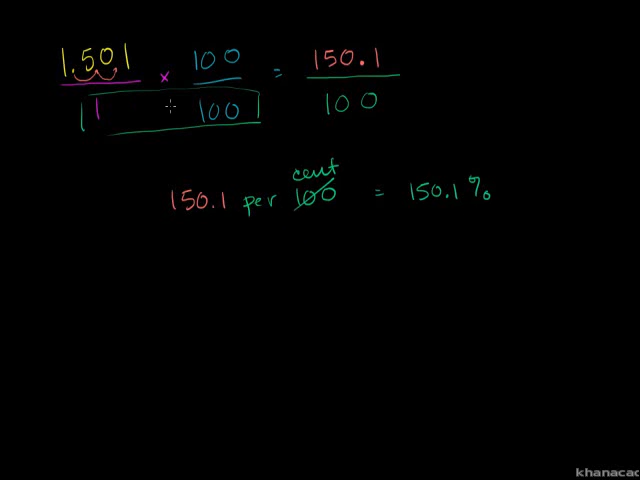 1.501 × 100 = 150.1
1 100 100
cent
150.1 per 100 = 150.1%
khanacad